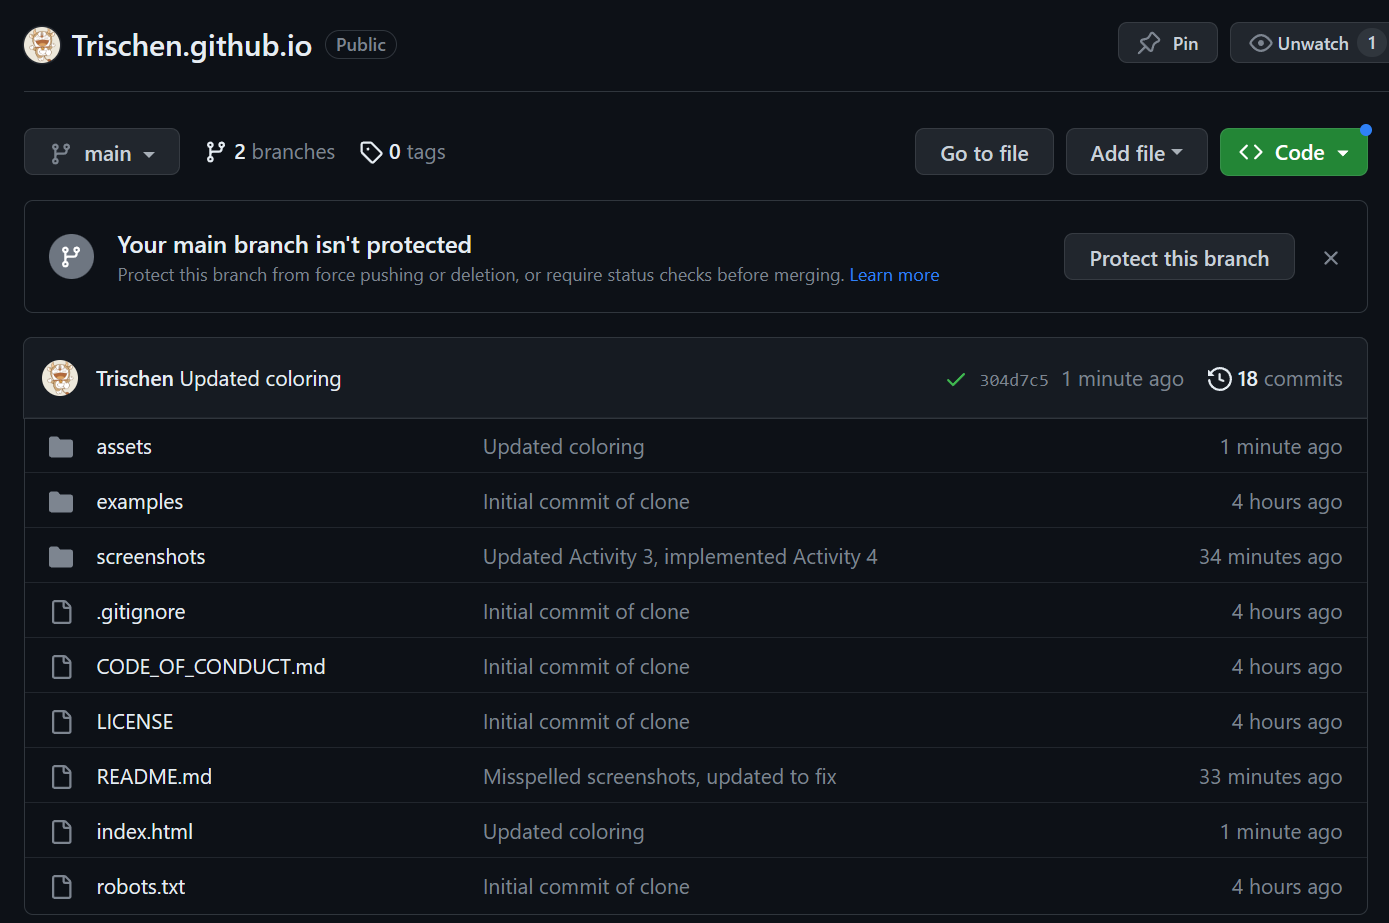 Trischen.github.io Public Pin Unwatch 1
main 2 branches 0 tags Go to file Add file Code
Your main branch isn't protected
Protect this branch from force pushing or deletion, or require status checks before merging. Learn more
Protect this branch
Trischen Updated coloring 304d7c5 1 minute ago 18 commits
assets Updated coloring 1 minute ago
examples Initial commit of clone 4 hours ago
screenshots Updated Activity 3, implemented Activity 4 34 minutes ago
.gitignore Initial commit of clone 4 hours ago
CODE_OF_CONDUCT.md Initial commit of clone 4 hours ago
LICENSE Initial commit of clone 4 hours ago
README.md Misspelled screenshots, updated to fix 33 minutes ago
index.html Updated coloring 1 minute ago
robots.txt Initial commit of clone 4 hours ago